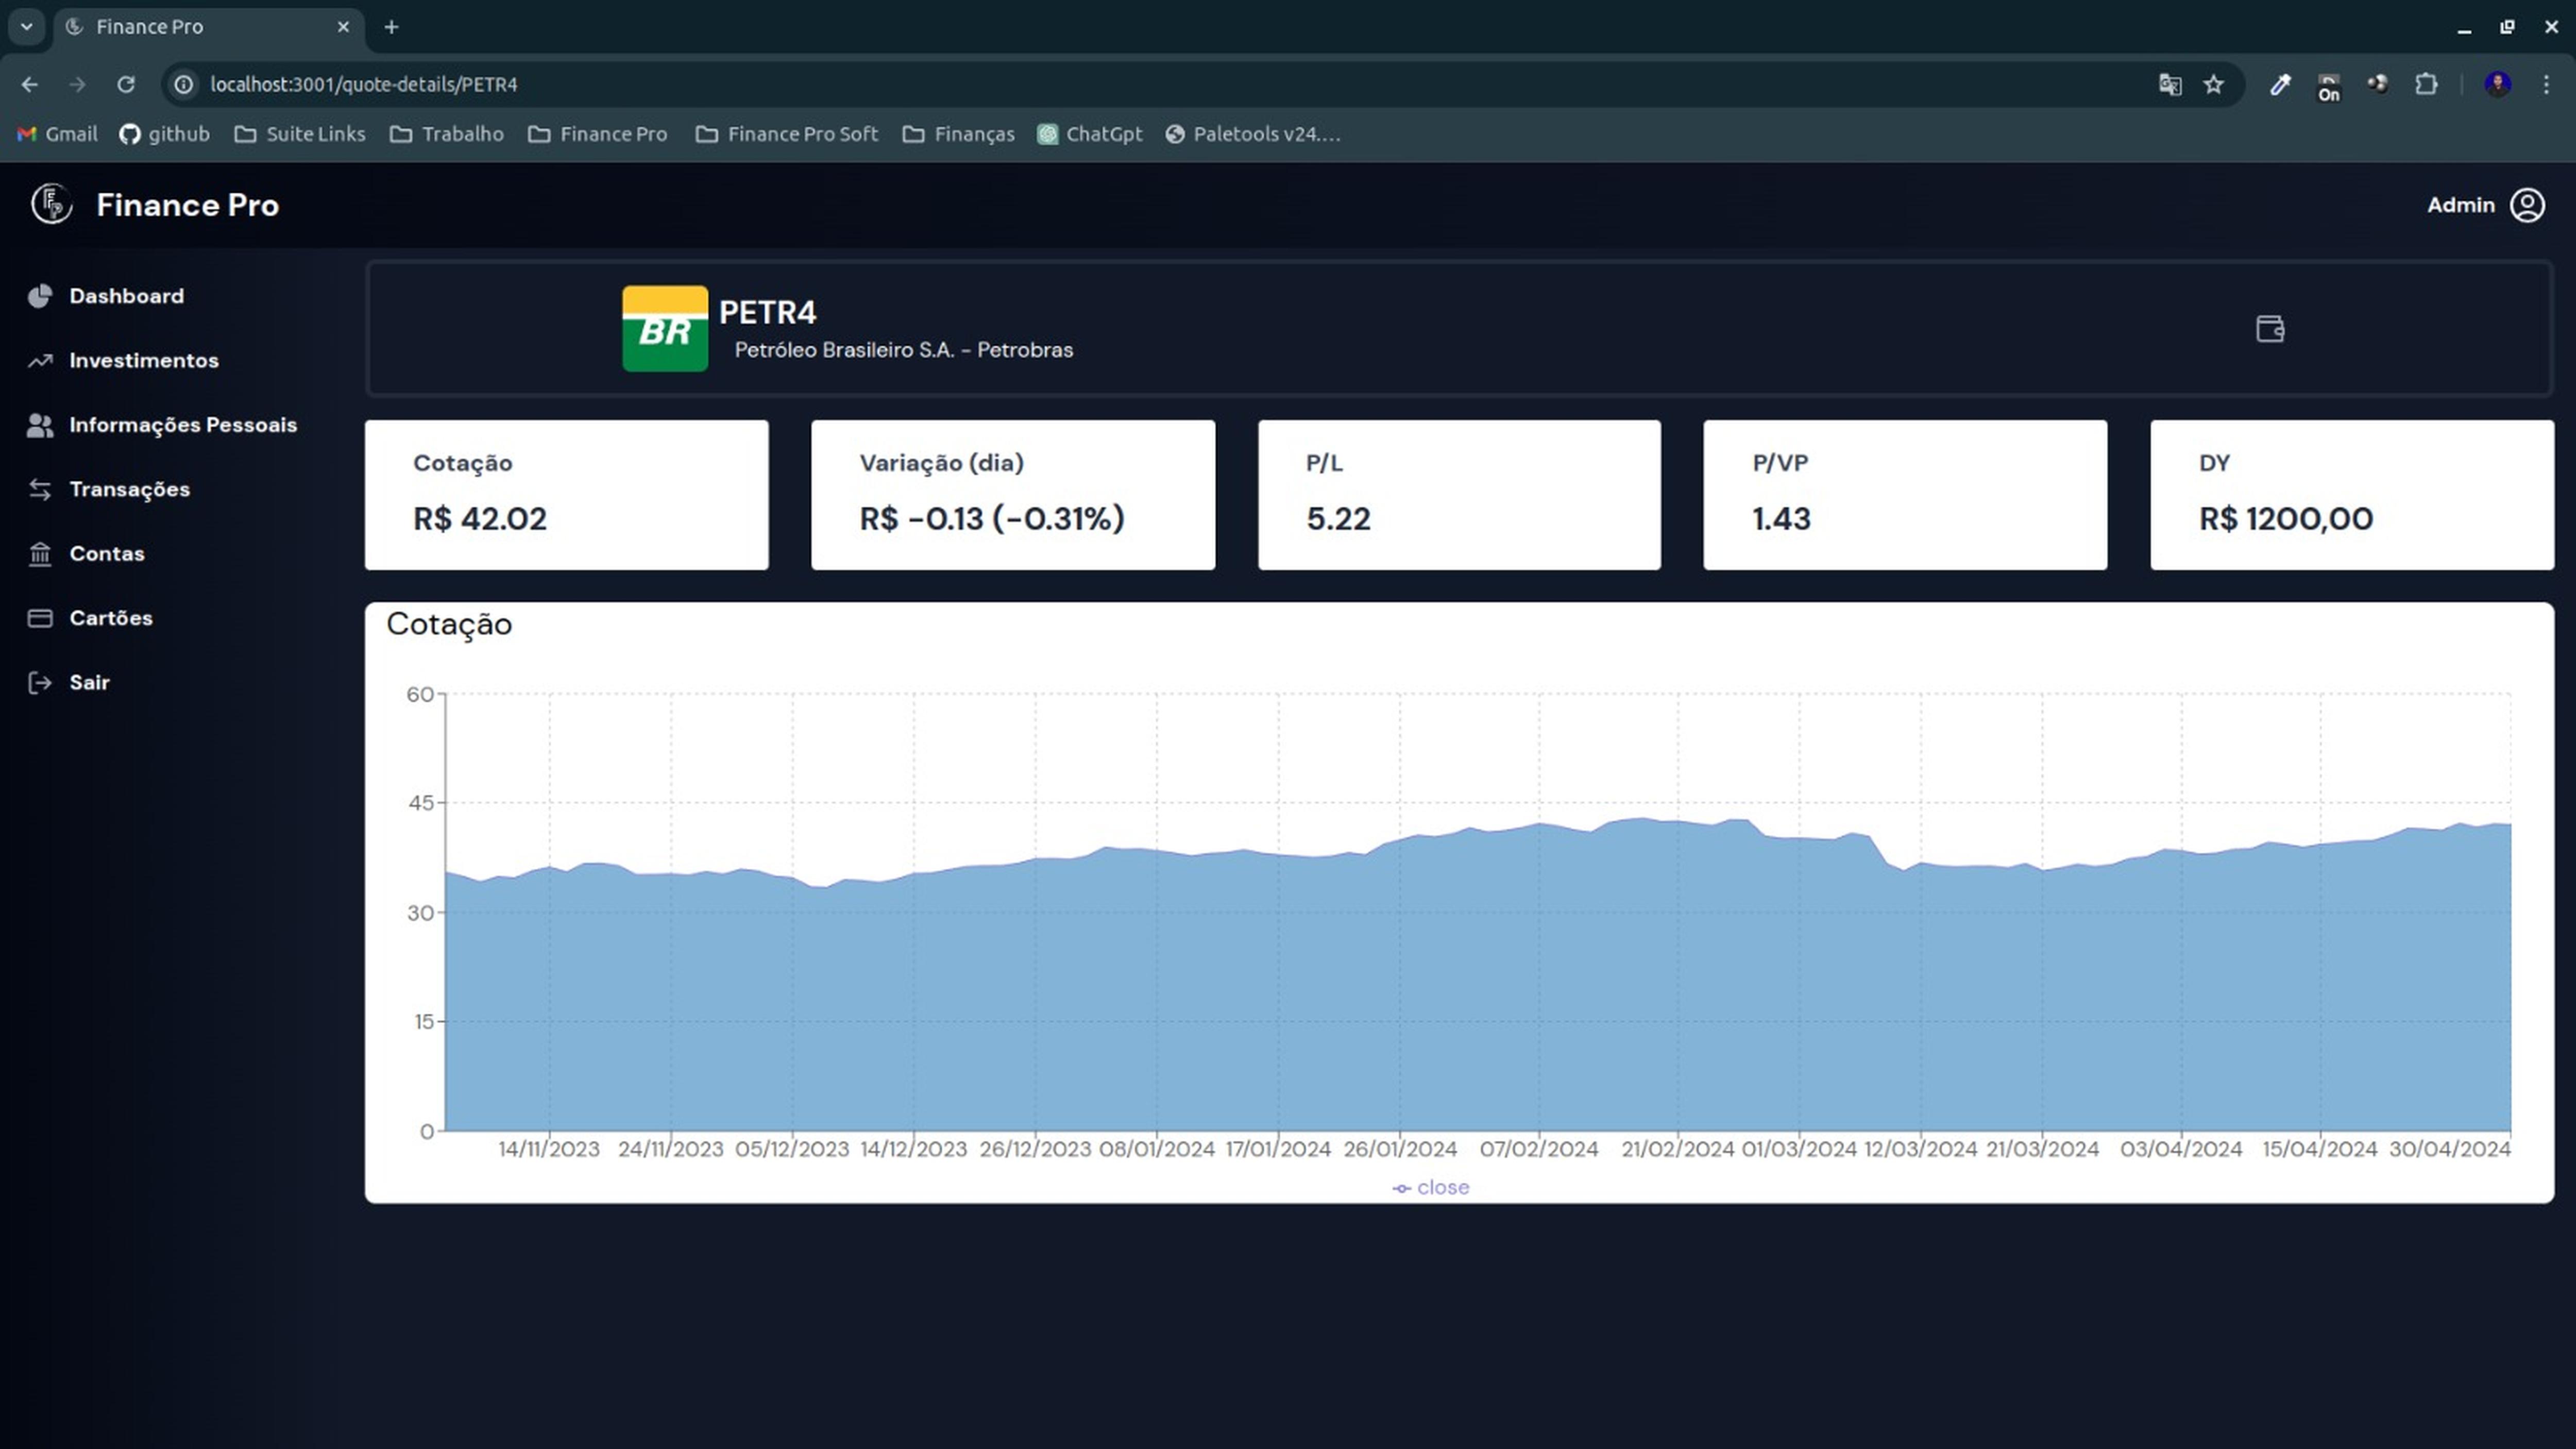 Finance Pro
localhost:3001/quote-details/PETR4
On
Gmail github Suite Links Trabalho Finance Pro Finance Pro Soft Finanças ChatGpt Paletools v24....
Finance Pro
Admin
Dashboard
Investimentos
Informações Pessoais
Transações
Contas
Cartões
Sair
BR
PETR4
Petróleo Brasileiro S.A. - Petrobras
Cotação
R$ 42.02
Variação (dia)
R$ -0.13 (-0.31%)
P/L
5.22
P/VP
1.43
DY
R$ 1200,00
Cotação
60
45
30
15
0
14/11/2023 24/11/2023 05/12/2023 14/12/2023 26/12/2023 08/01/2024 17/01/2024 26/01/2024 07/02/2024 21/02/2024 01/03/2024 12/03/2024 21/03/2024 03/04/2024 15/04/2024 30/04/2024
close